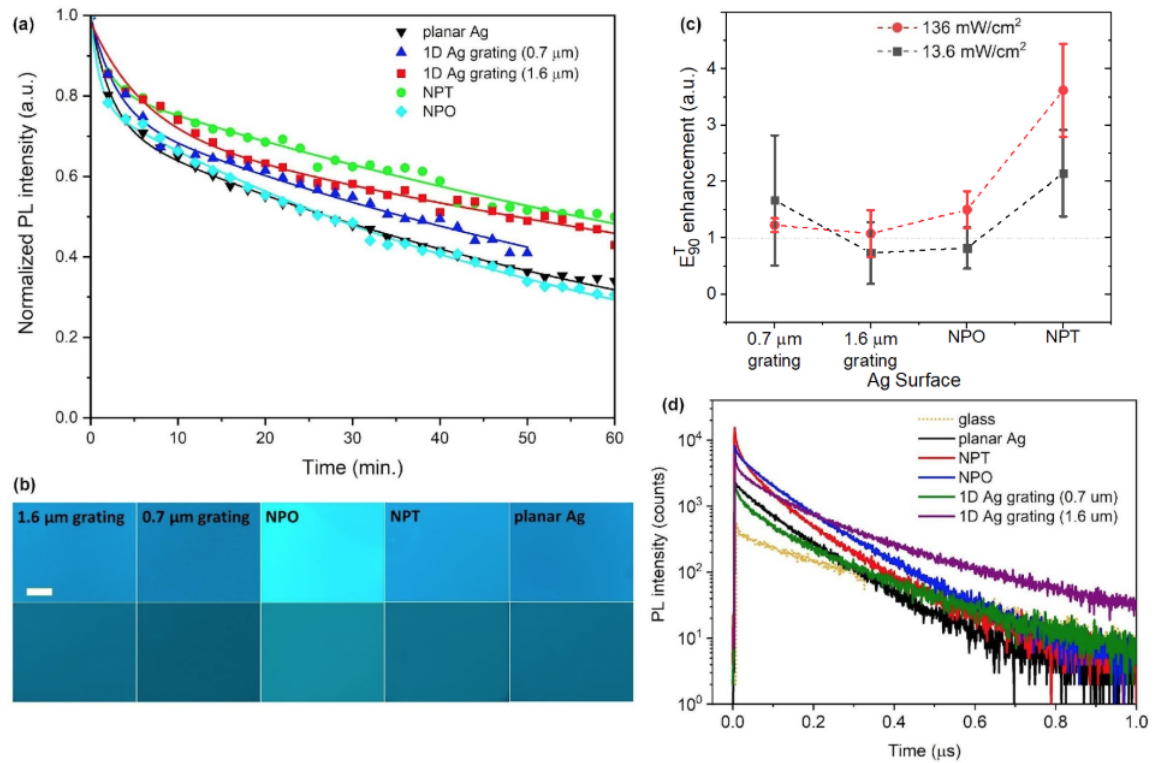 (a)
Normalized PL intensity (a.u.)
1.0
0.8
0.6
0.4
0.2
0.0
planar Ag
1D Ag grating (0.7 μm)
1D Ag grating (1.6 μm)
NPT
NPO
0 10 20 30 40 50 60
Time (min.)
(b)
1.6 μm grating 0.7 μm grating NPO NPT planar Ag
(c)
136 mW/cm²
13.6 mW/cm²
E₉₀ᵀ enhancement (a.u.)
5
4
3
2
1
0
0.7 μm grating
1.6 μm grating
NPO
NPT
Ag Surface
(d)
glass
planar Ag
NPT
NPO
1D Ag grating (0.7 um)
1D Ag grating (1.6 um)
PL intensity (counts)
10⁴
10³
10²
10¹
10⁰
0.0 0.2 0.4 0.6 0.8 1.0
Time (μs)